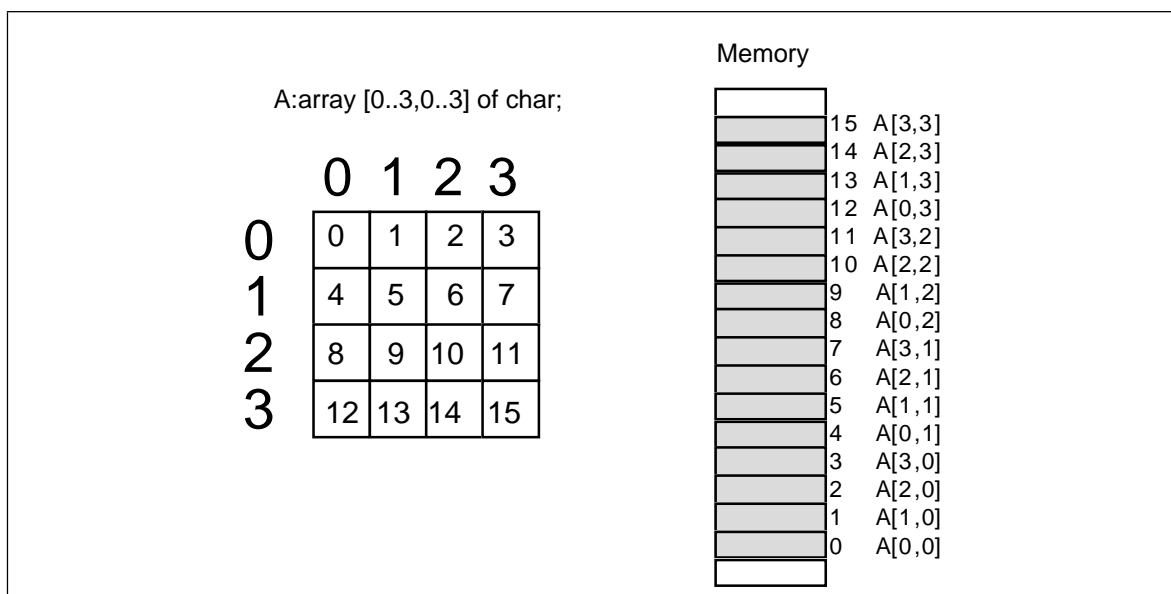 Memory
A:array [0..3,0..3] of char;
0 1 2 3
0 0 1 2 3
1 4 5 6 7
2 8 9 10 11
3 12 13 14 15
15 A[3,3]
14 A[2,3]
13 A[1,3]
12 A[0,3]
11 A[3,2]
10 A[2,2]
9 A[1,2]
8 A[0,2]
7 A[3,1]
6 A[2,1]
5 A[1,1]
4 A[0,1]
3 A[3,0]
2 A[2,0]
1 A[1,0]
0 A[0,0]